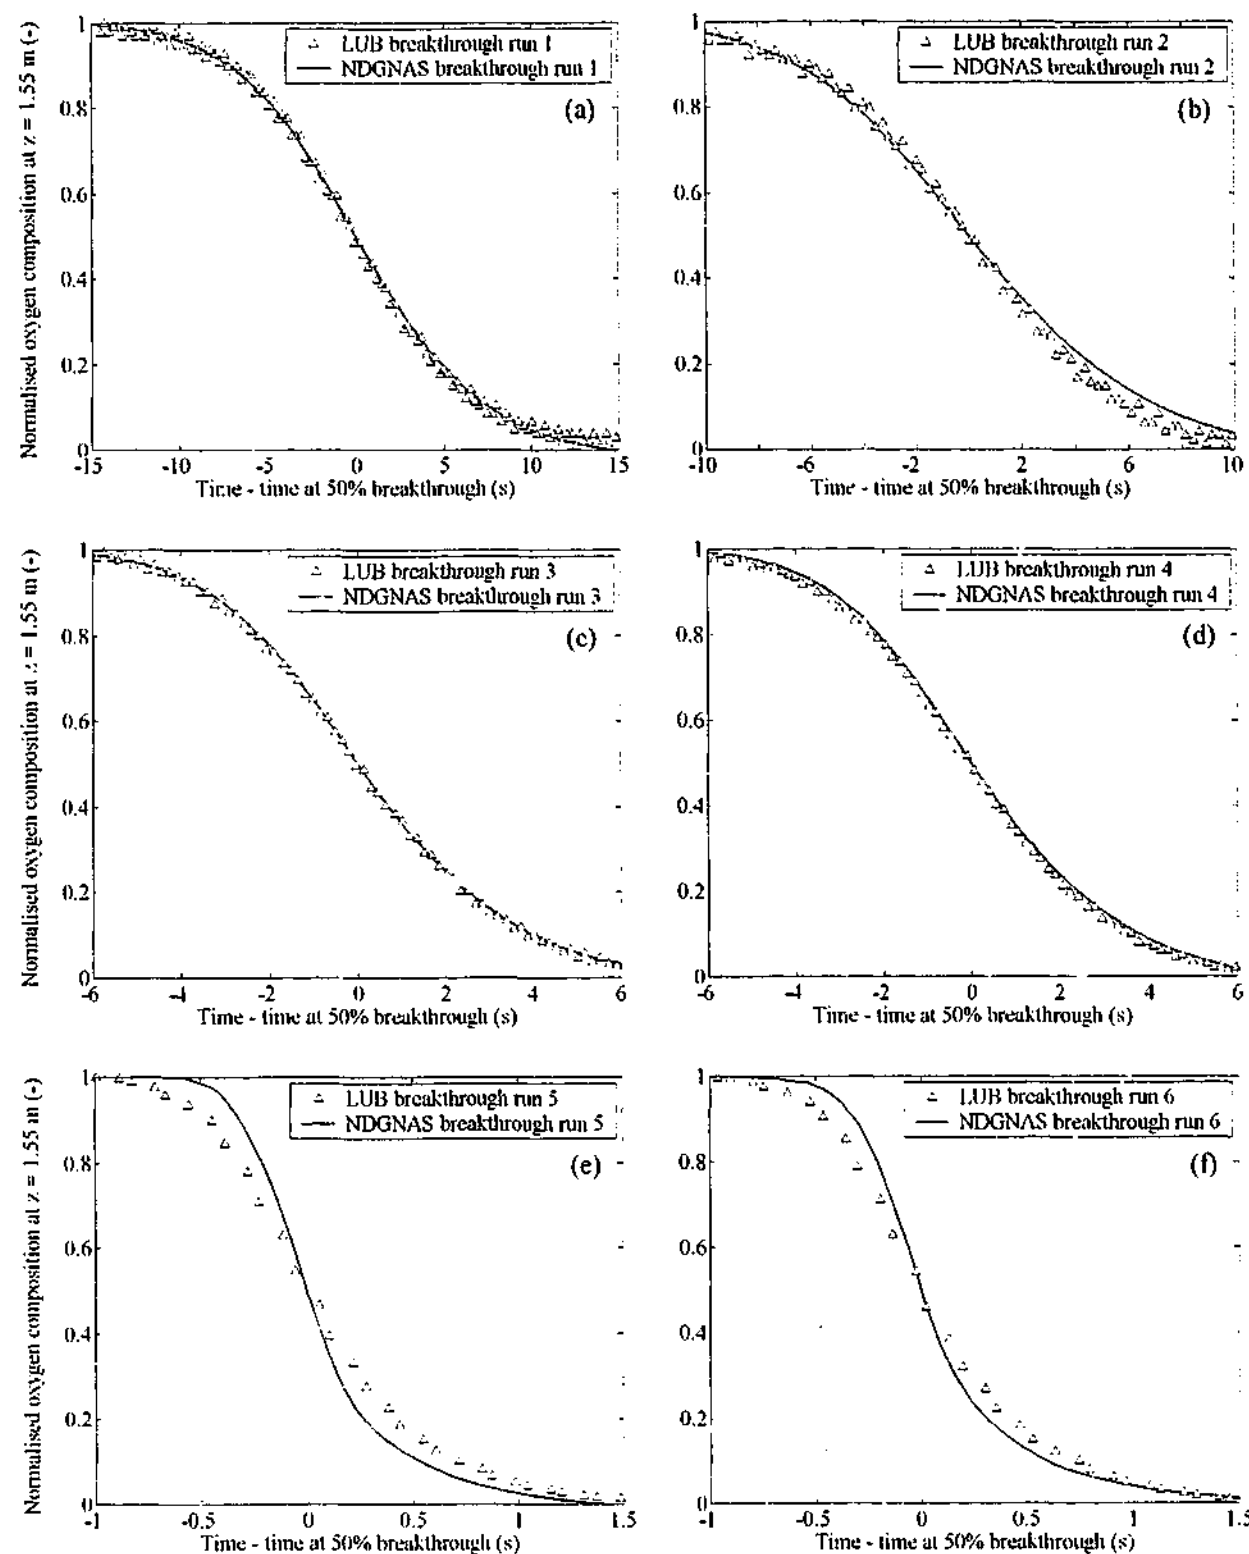 Normalised oxygen composition at z = 1.55 m (-)
1
0.8
0.6
0.4
0.2
0
△ LUB breakthrough run 1
NDGNAS breakthrough run 1
(a)
-15 -10 -5 0 5 10 15
Time - time at 50% breakthrough (s)
1
0.8
0.6
0.4
0.2
0
△ LUB breakthrough run 2
NDGNAS breakthrough run 2
(b)
-10 -6 -2 2 6 10
Time - time at 50% breakthrough (s)
Normalised oxygen composition at z = 1.55 m (-)
1
0.8
0.6
0.4
0.2
0
△ LUB breakthrough run 3
NDGNAS breakthrough run 3
(c)
-6 -4 -2 0 2 4 6
Time - time at 50% breakthrough (s)
1
0.8
0.6
0.4
0.2
0
△ LUB breakthrough run 4
NDGNAS breakthrough run 4
(d)
-6 -4 -2 0 2 4 6
Time - time at 50% breakthrough (s)
Normalised oxygen composition at z = 1.55 m (-)
1
0.8
0.6
0.4
0.2
0
△ LUB breakthrough run 5
NDGNAS breakthrough run 5
(e)
-1 -0.5 0 0.5 1 1.5
Time - time at 50% breakthrough (s)
1
0.8
0.6
0.4
0.2
0
△ LUB breakthrough run 6
NDGNAS breakthrough run 6
(f)
-1 -0.5 0 0.5 1 1.5
Time - time at 50% breakthrough (s)